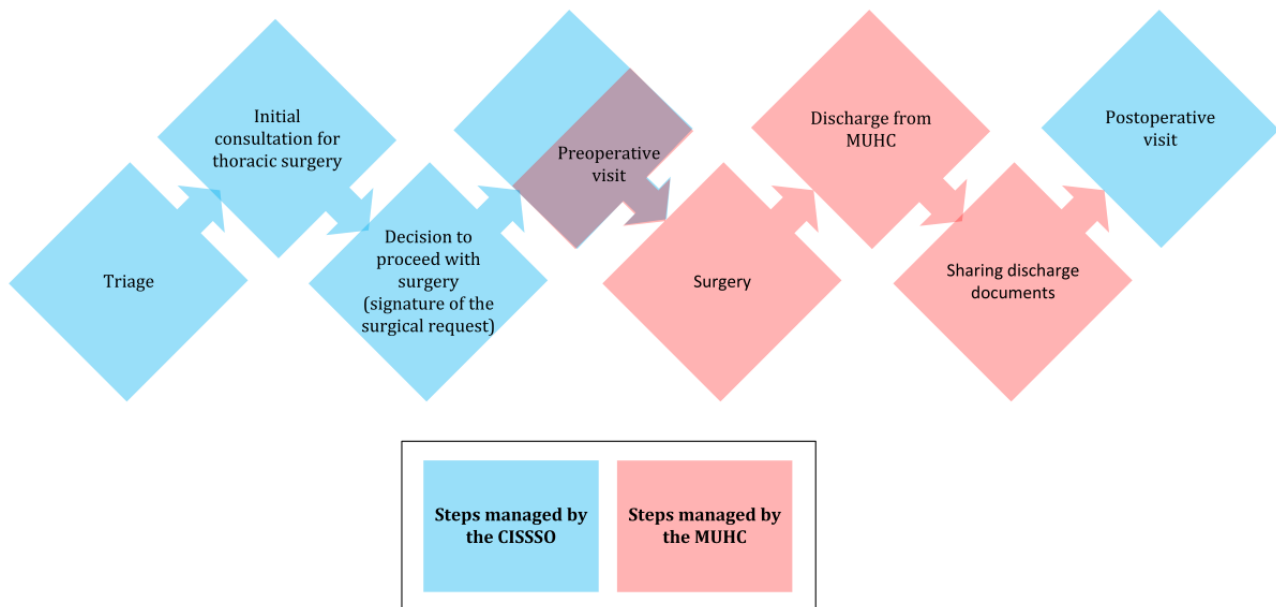 Triage
Initial
consultation for
thoracic surgery
Decision to
proceed with
surgery
(signature of the
surgical request)
Preoperative
visit
Surgery
Discharge from
MUHC
Sharing discharge
documents
Postoperative
visit
Steps managed by
the CISSSO
Steps managed by
the MUHC